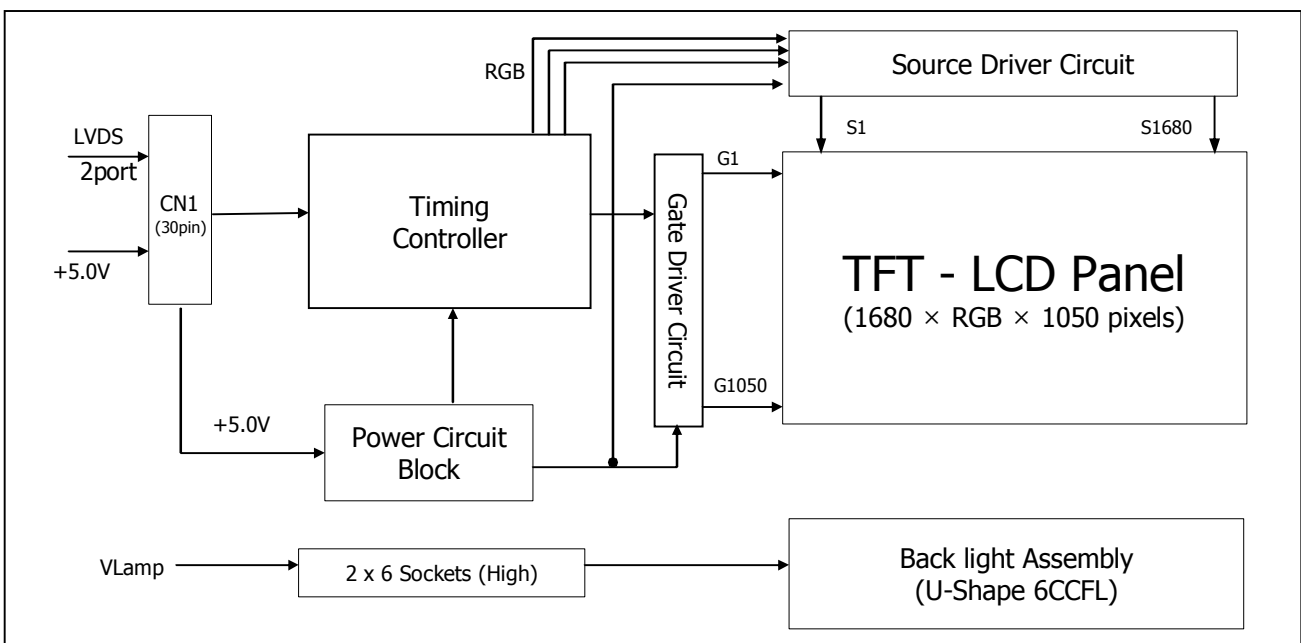 RGB
Source Driver Circuit
S1
S1680
LVDS
2port
CN1
(30pin)
+5.0V
Timing
Controller
Gate Driver Circuit
G1
G1050
TFT - LCD Panel
(1680 × RGB × 1050 pixels)
+5.0V
Power Circuit
Block
VLamp
2 x 6 Sockets (High)
Back light Assembly
(U-Shape 6CCFL)